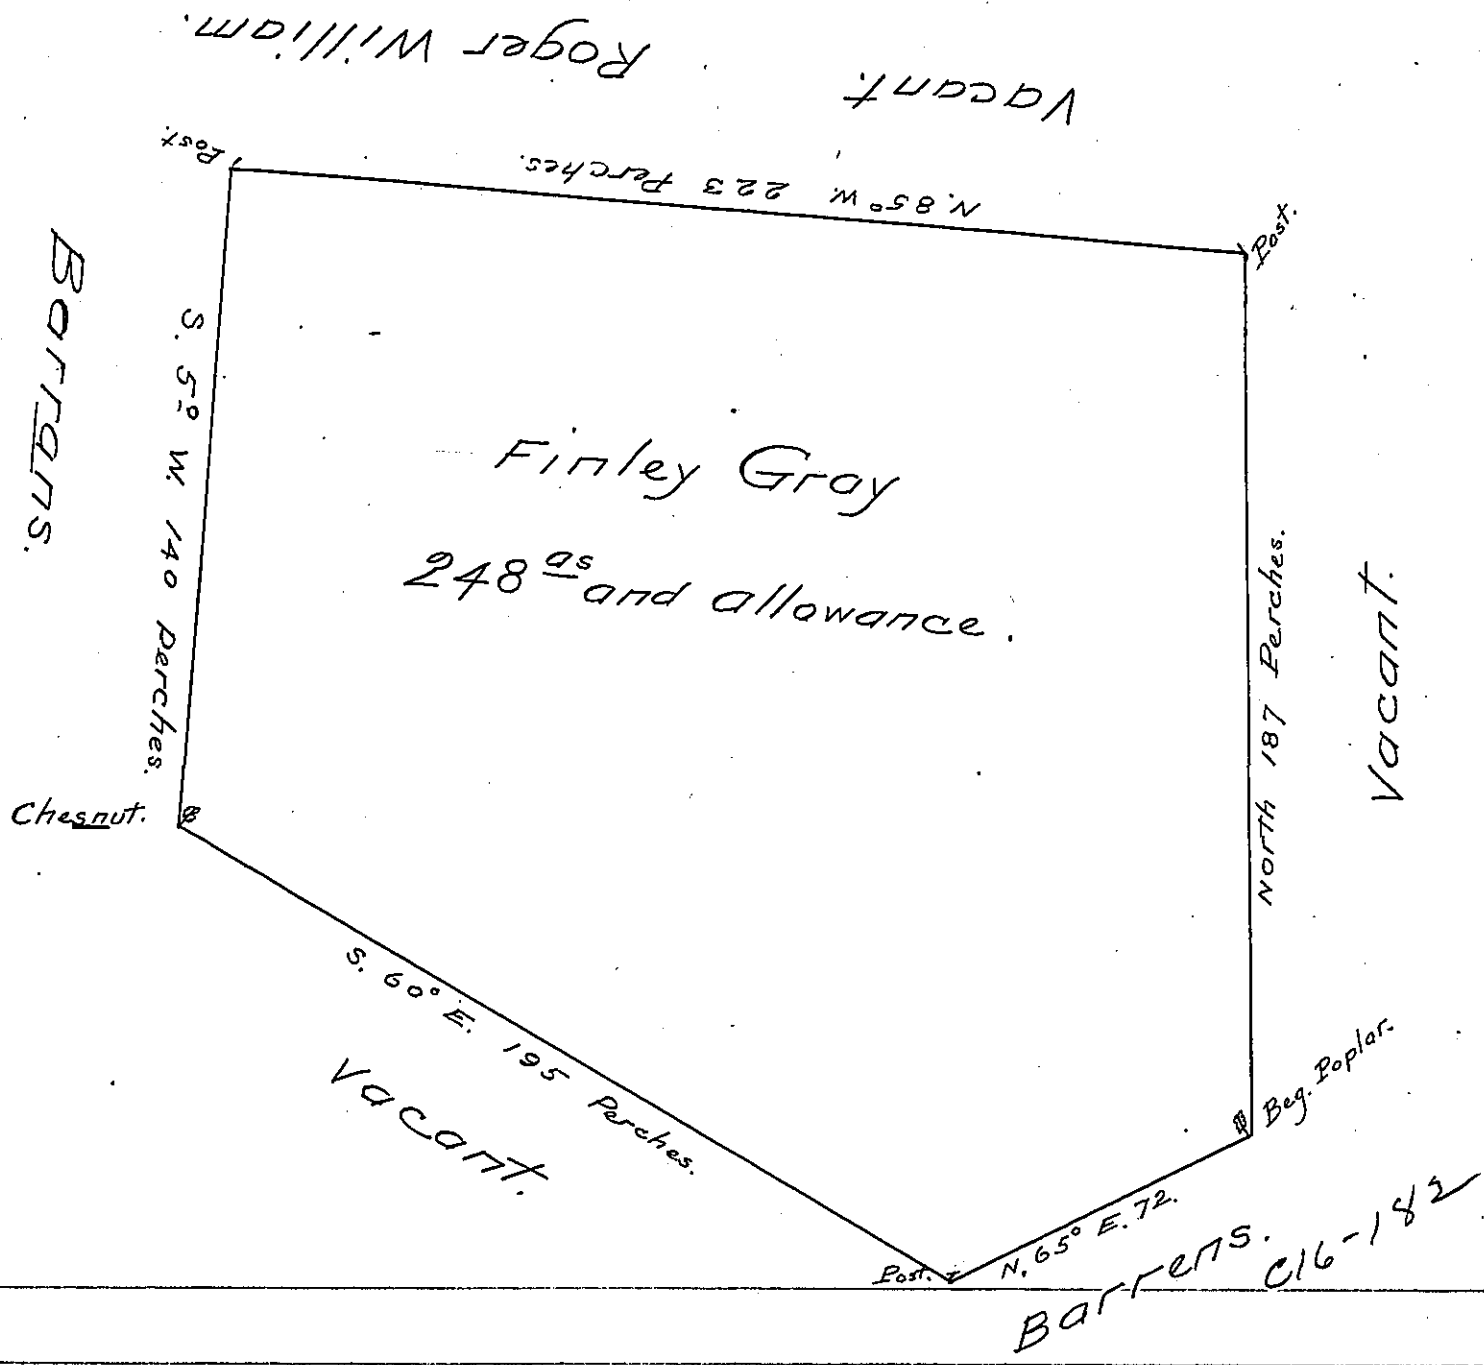 Roger William.
Vacant.
Post.
N. 85° W. 223 Perches.
Post.
Barrans.
S. 5° W. 140 Perches.
Finley Gray
248 as and allowance.
North 187 Perches.
Vacant.
Chesnut.
S. 60° E. 195 Perches.
Vacant.
Beg. Poplar.
Post.
N. 65° E. 72.
Barrens.
C16-182